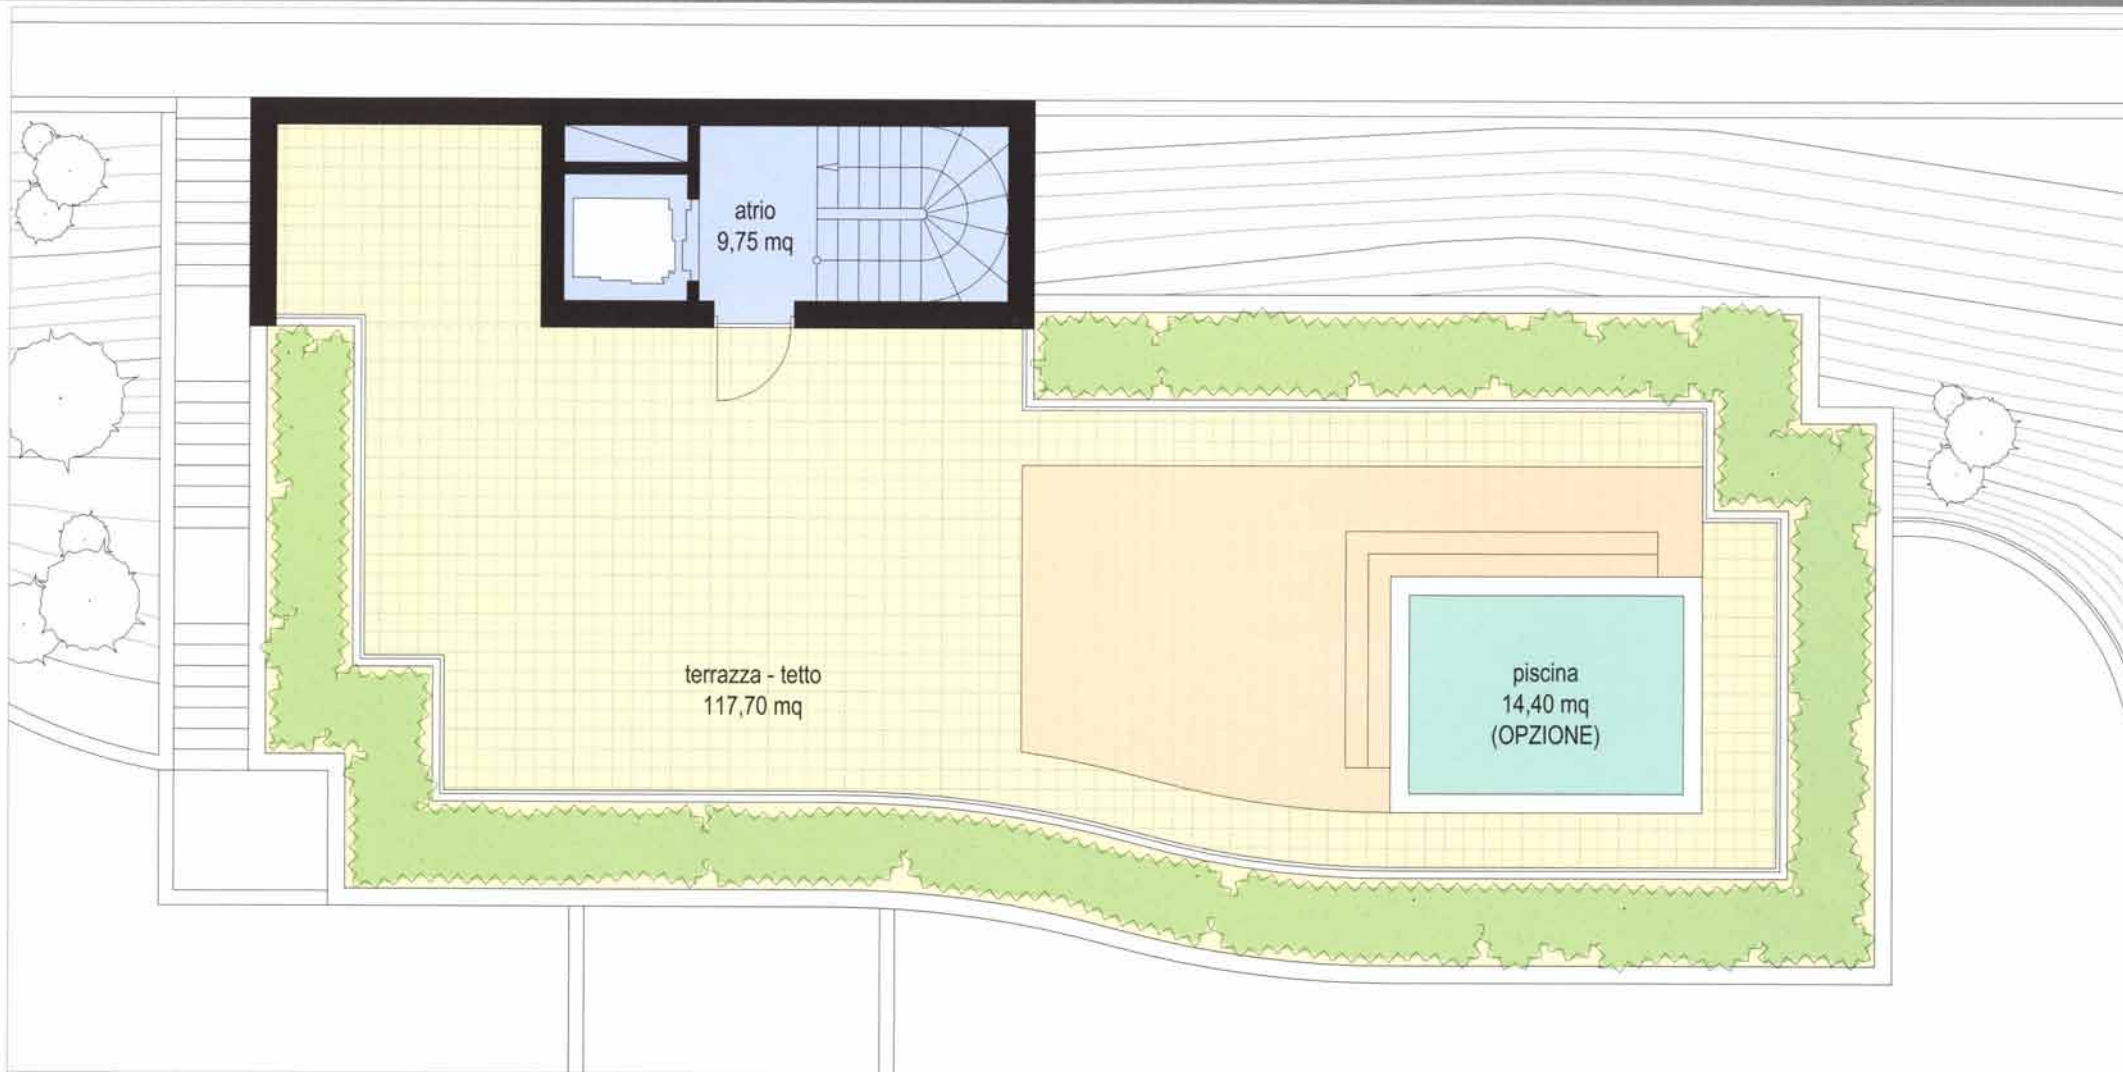 atrio
9,75 mq
terrazza - tetto
117,70 mq
piscina
14,40 mq
(OPZIONE)